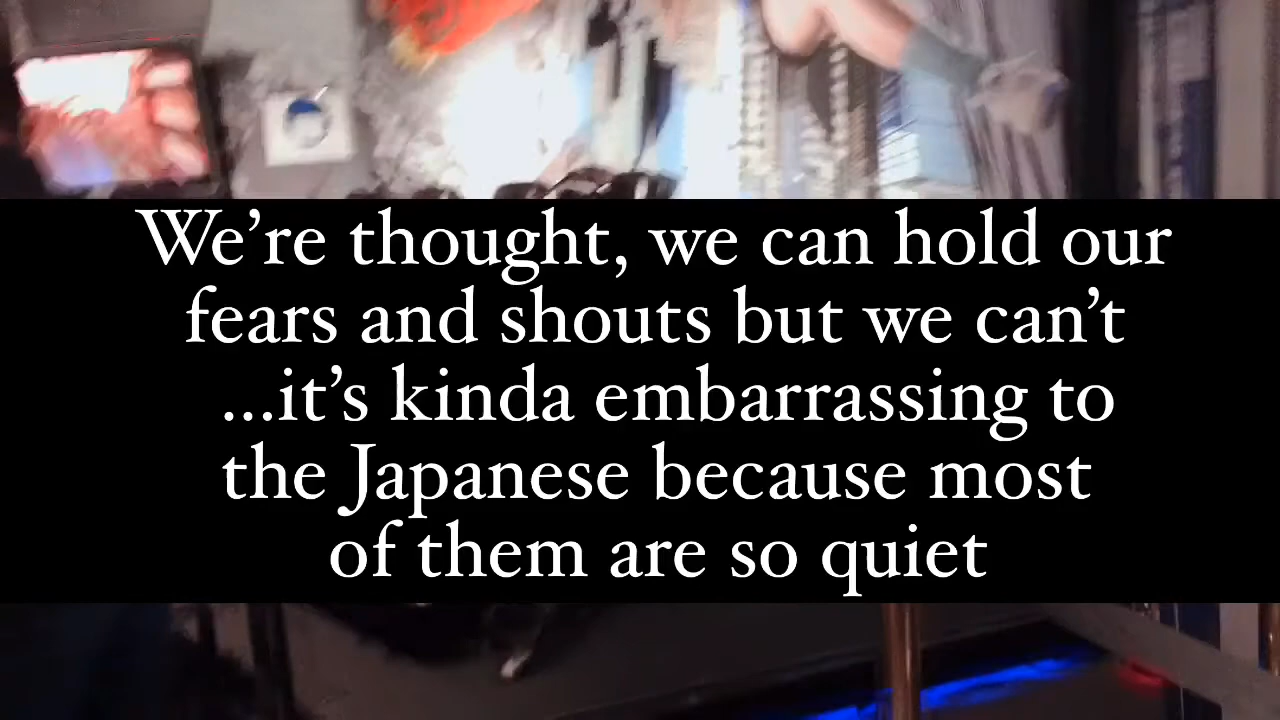 We're thought, we can hold our
fears and shouts but we can't
...it's kinda embarrassing to
the Japanese because most
of them are so quiet